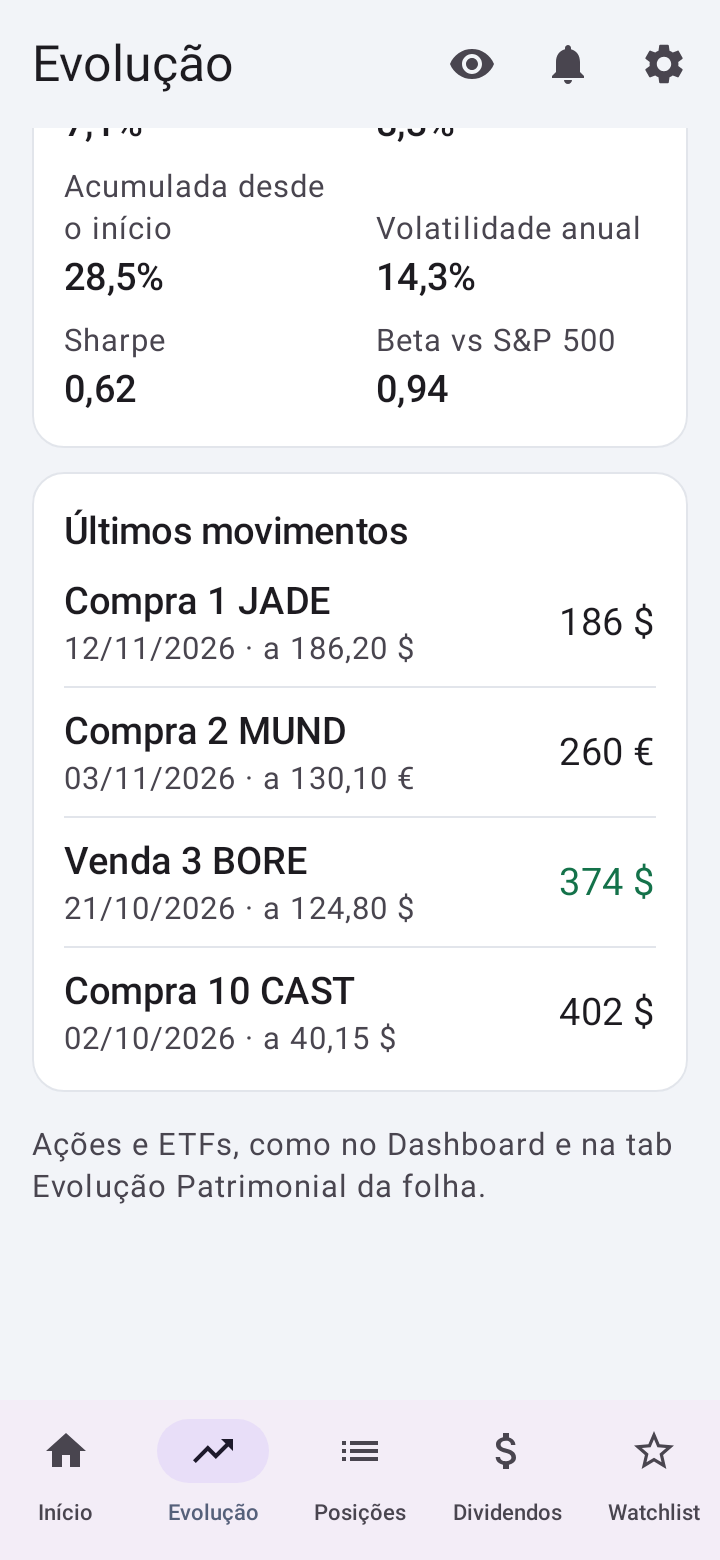 Evolução
Acumulada desde
o início
28,5%
Volatilidade anual
14,3%
Sharpe
0,62
Beta vs S&P 500
0,94
Últimos movimentos
Compra 1 JADE
12/11/2026 · a 186,20 $
186 $
Compra 2 MUND
03/11/2026 · a 130,10 €
260 €
Venda 3 BORE
21/10/2026 · a 124,80 $
374 $
Compra 10 CAST
02/10/2026 · a 40,15 $
402 $
Ações e ETFs, como no Dashboard e na tab
Evolução Patrimonial da folha.
Início
Evolução
Posições
Dividendos
Watchlist